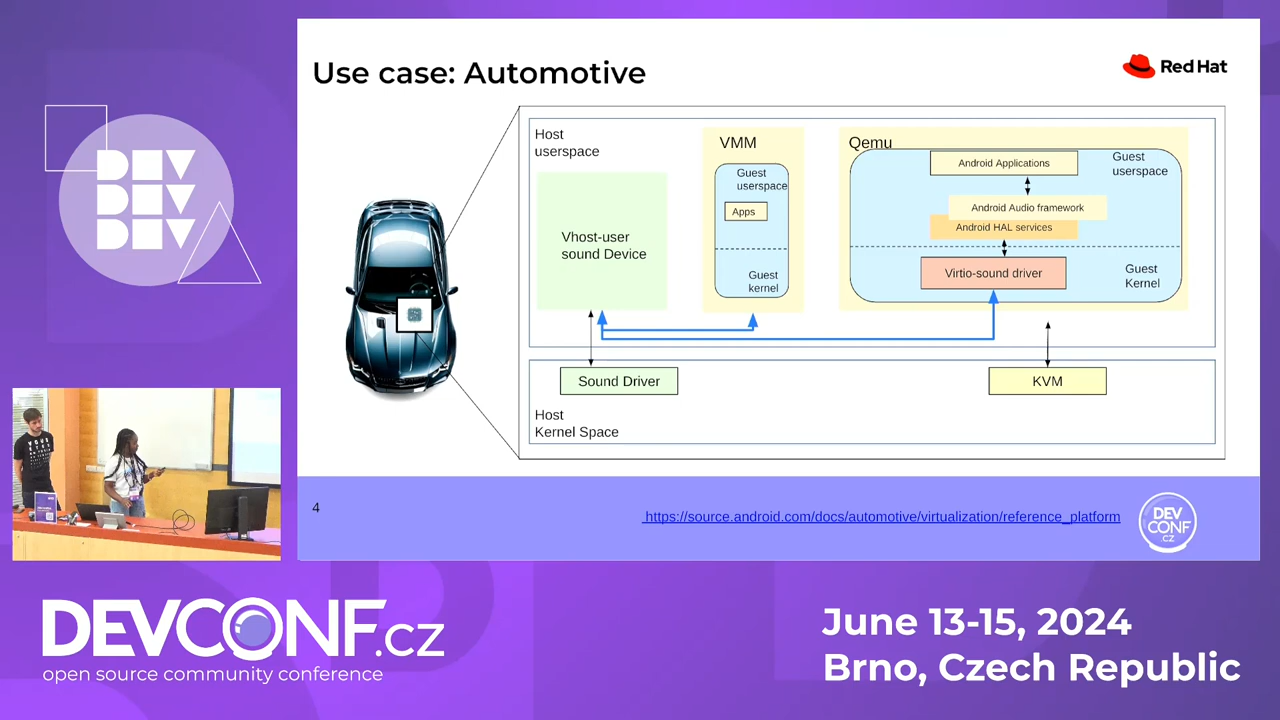 Use case: Automotive
Red Hat
DEV
DEV
DEV
Host
userspace
VMM
Qemu
Guest
userspace
Apps
Guest
kernel
Vhost-user
sound Device
Android Applications
Guest
userspace
Android Audio framework
Android HAL services
Virtio-sound driver
Guest
Kernel
Sound Driver
KVM
Host
Kernel Space
4
https://source.android.com/docs/automotive/virtualization/reference_platform
DEV
CONF
CZ
DEVCONF.cz
open source community conference
June 13-15, 2024
Brno, Czech Republic